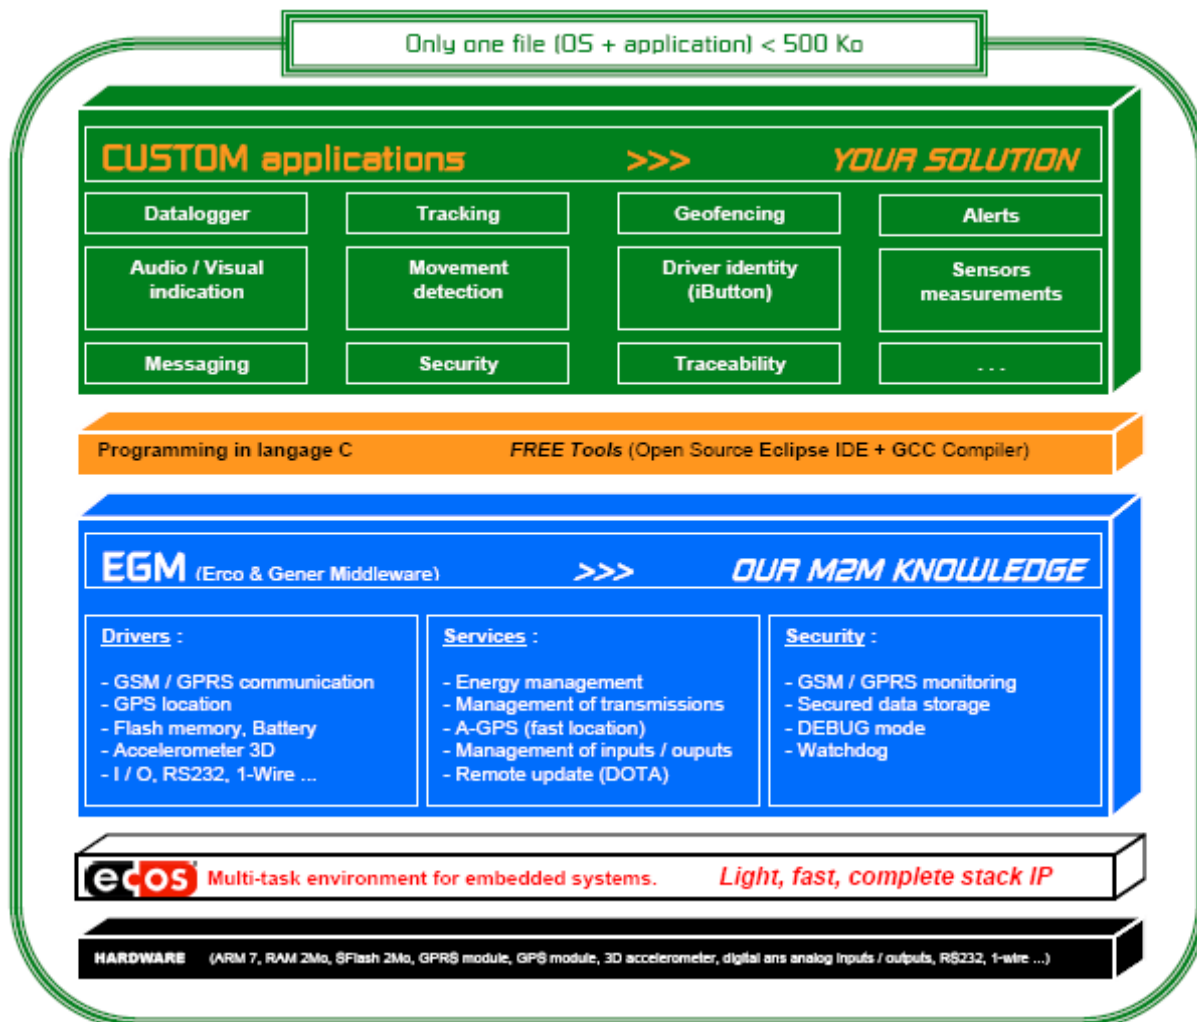 Only one file (OS + application) < 500 Ko
CUSTOM applications >>> YOUR SOLUTION
Datalogger Tracking Geofencing Alerts
Audio / Visual indication
Movement detection
Driver identity (iButton)
Sensors measurements
Messaging Security Traceability . . .
Programming in langage C FREE Tools (Open Source Eclipse IDE + GCC Compiler)
EGM (Erco & Gener Middleware) >>> OUR M2M KNOWLEDGE
Drivers :
- GSM / GPRS communication
- GPS location
- Flash memory, Battery
- Accelerometer 3D
- I / O, RS232, 1-Wire ...
Services :
- Energy management
- Management of transmissions
- A-GPS (fast location)
- Management of inputs / ouputs
- Remote update (DOTA)
Security :
- GSM / GPRS monitoring
- Secured data storage
- DEBUG mode
- Watchdog
ecos Multi-task environment for embedded systems. Light, fast, complete stack IP
HARDWARE (ARM 7, RAM 2Mo, SFlash 2Mo, GPRS module, GPS module, 3D accelerometer, digital ans analog inputs / outputs, RS232, 1-wire ...)